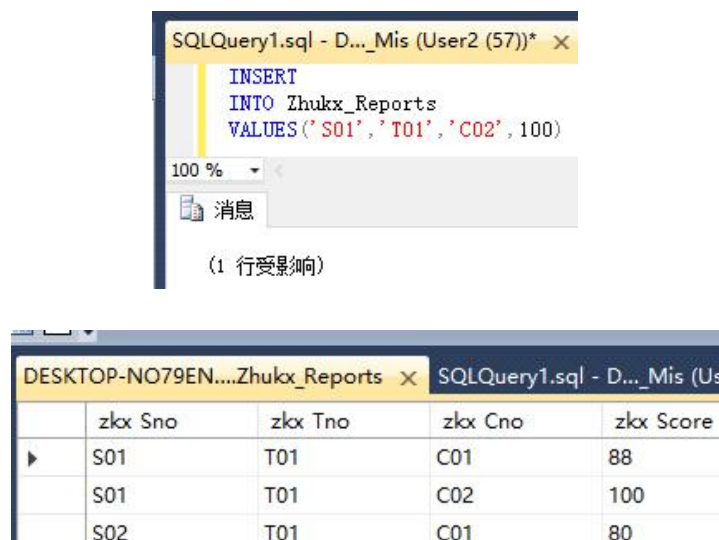 SQLQuery1.sql - D..._Mis (User2 (57))* ×
INSERT
INTO Zhukx_Reports
VALUES('S01','T01','C02',100)
100 %
消息
(1 行受影响)
DESKTOP-NO79EN....Zhukx_Reports × SQLQuery1.sql - D..._Mis (Us
zkx Sno zkx Tno zkx Cno zkx Score
S01 T01 C01 88
S01 T01 C02 100
S02 T01 C01 80